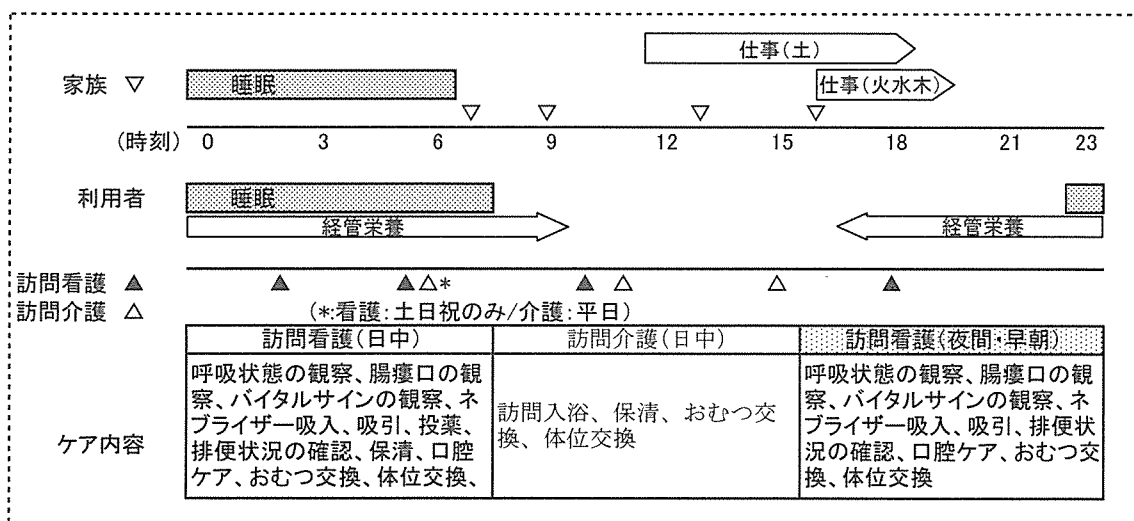 仕事(土)
家族 ▽ 睡眠 仕事(火水木)
▽ ▽ ▽ ▽
(時刻) 0 3 6 9 12 15 18 21 23
利用者 睡眠
経管栄養 経管栄養
訪問看護 ▲ ▲ ▲ △* ▲ △ △ ▲
訪問介護 △ (*:看護:土日祝のみ/介護:平日)
訪問看護(日中) 訪問介護(日中) 訪問看護(夜間・早朝)
ケア内容
呼吸状態の観察、腸瘻口の観
察、バイタルサインの観察、ネ
ブライザー吸入、吸引、投薬、
排便状況の確認、保清、口腔
ケア、おむつ交換、体位交換、
訪問入浴、保清、おむつ交
換、体位交換
呼吸状態の観察、腸瘻口の観
察、バイタルサインの観察、ネ
ブライザー吸入、吸引、排便状
況の確認、口腔ケア、おむつ交
換、体位交換